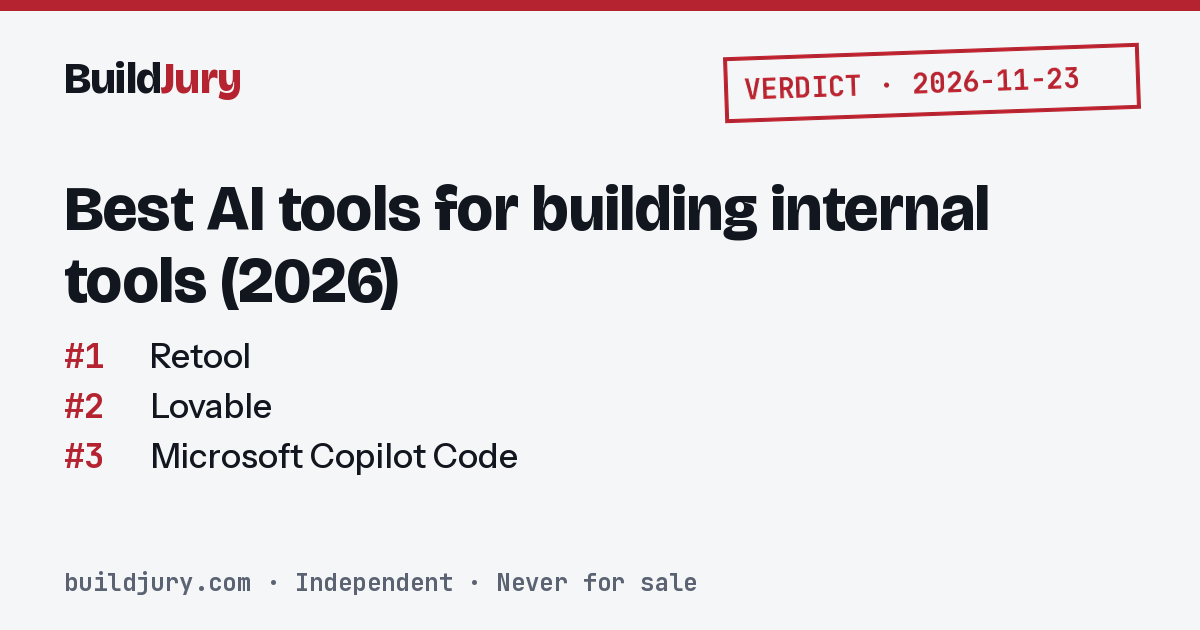 BuildJury
VERDICT · 2026-11-23
Best AI tools for building internal
tools (2026)
#1 Retool
#2 Lovable
#3 Microsoft Copilot Code
buildjury.com · Independent · Never for sale